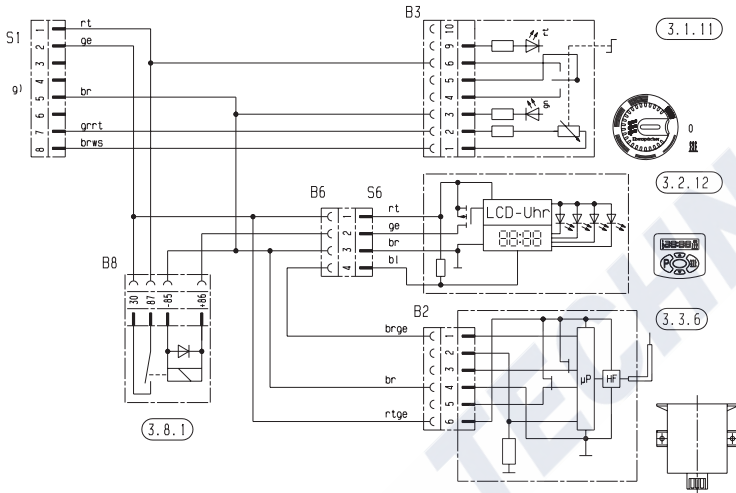 S1
g)
1
2
3
4
5
7
8
rt
ge
br
grrt
brws
B3
10
9
6
5
4
3
2
1
3.1.11
Eberspächer
0
3.2.12
B6
S6
1
2
3
4
rt
ge
br
bl
LCD-Uhr
88:88
P
B8
30
87
-85
+86
3.8.1
B2
1
2
3
4
5
6
brge
br
rtge
µP
HF
3.3.6
TECHN